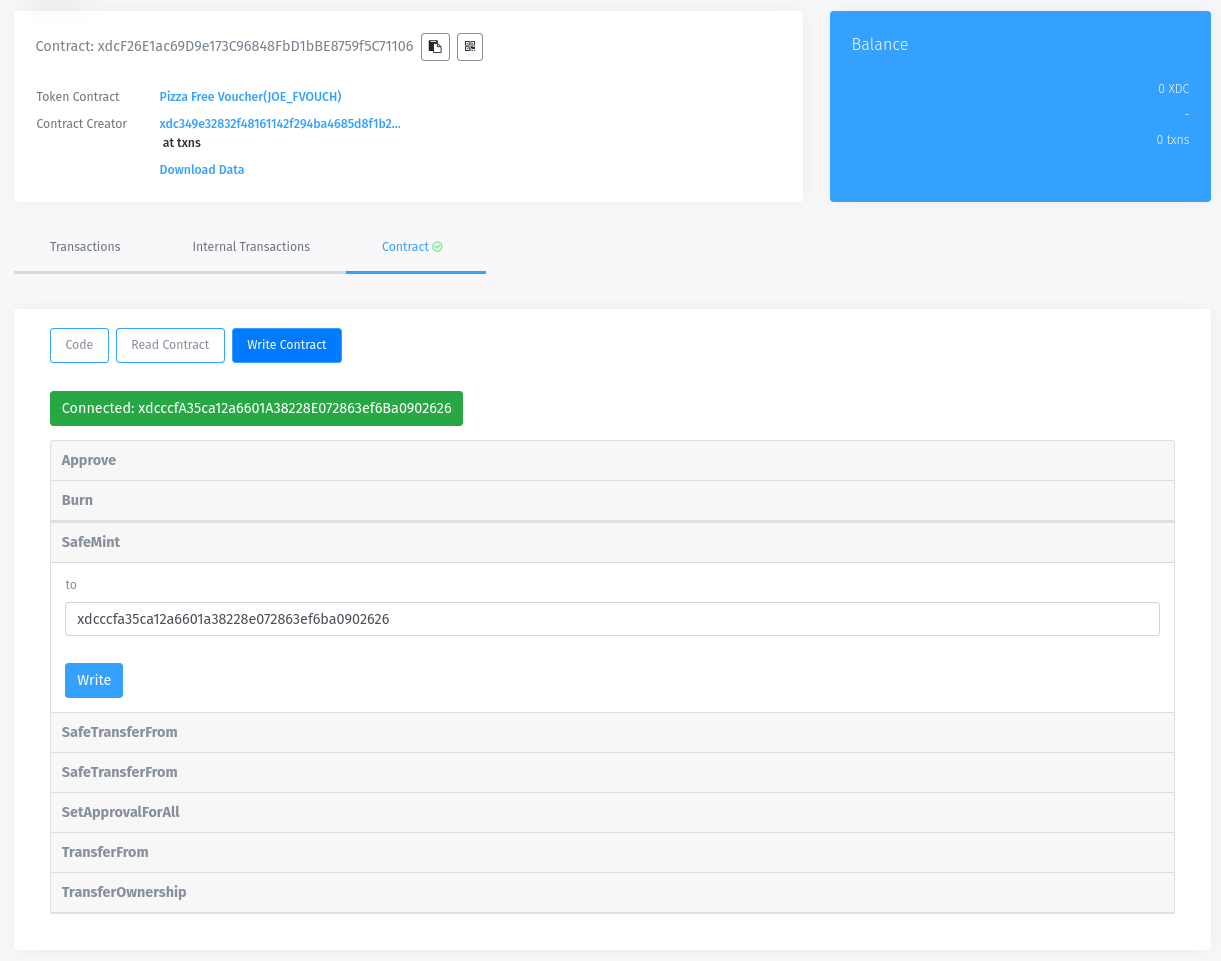 Contract: xdcF26E1ac69D9e173C96848FbD1bBE8759f5C71106
Token Contract Pizza Free Voucher(JOE_FVOUCH)
Contract Creator xdc349e32832f48161142f294ba4685d8f1b2...
at txns
Download Data
Balance
0 XDC
-
0 txns
Transactions Internal Transactions Contract
Code Read Contract Write Contract
Connected: xdcccfA35ca12a6601A38228E072863ef6Ba0902626
Approve
Burn
SafeMint
to
xdcccfa35ca12a6601a38228e072863ef6ba0902626
Write
SafeTransferFrom
SafeTransferFrom
SetApprovalForAll
TransferFrom
TransferOwnership